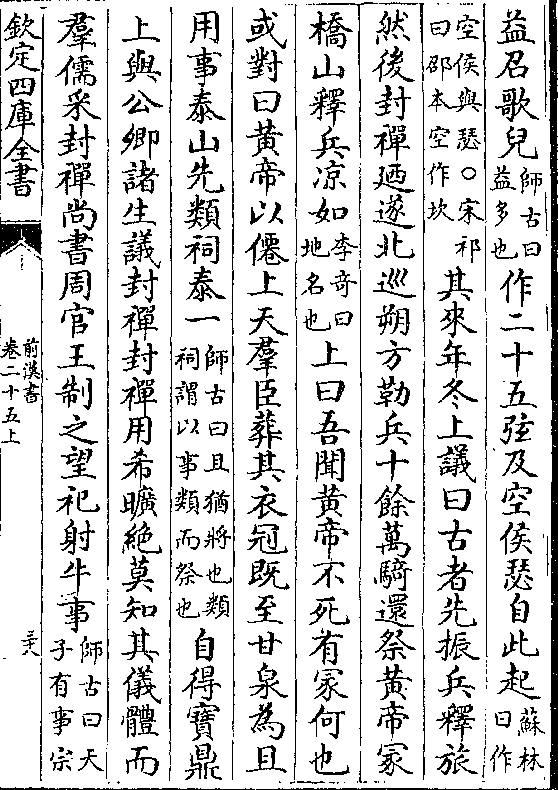 益召歌兒師古曰益多也作二十五弦及空侯瑟自此起蘇林曰作
空侯與瑟○宋祁曰邵本空作坎其來年冬上議曰古者先振兵釋旅
然後封禪廼遂北巡朔方勒兵十餘萬騎還祭黃帝冢
橋山釋兵凉如李奇曰地名也上曰吾聞黃帝不死有冢何也
或對曰黃帝以僊上天羣臣葬其衣冠既至甘泉為且
用事泰山先類祠泰一師古曰且猶將也類祠謂以事類而祭也自得寶鼎
上與公卿諸生議封禪封禪用希曠絶莫知其儀體而
羣儒采封禪尚書周官王制之望祀射牛事師古曰天子有事宗
欽定四庫全書
前漢書
卷二十五上
三六